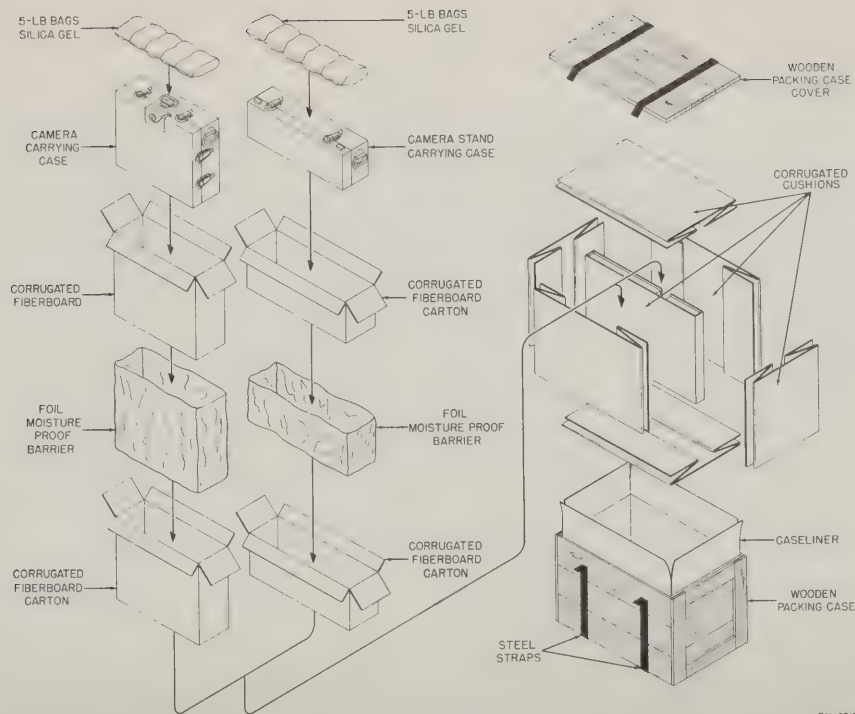 5-LB BAGS
SILICA GEL
5-LB BAGS
SILICA GEL
WOODEN
PACKING CASE
COVER
CAMERA
CARRYING
CASE
CAMERA STAND
CARRYING CASE
CORRUGATED
CUSHIONS
CORRUGATED
FIBERBOARD
CORRUGATED
FIBERBOARD
CARTON
FOIL
MOISTURE
PROOF
BARRIER
FOIL
MOISTURE PROOF
BARRIER
CORRUGATED
FIBERBOARD
CARTON
CORRUGATED
FIBERBOARD
CARTON
CASELINER
WOODEN
PACKING CASE
STEEL
STRAPS